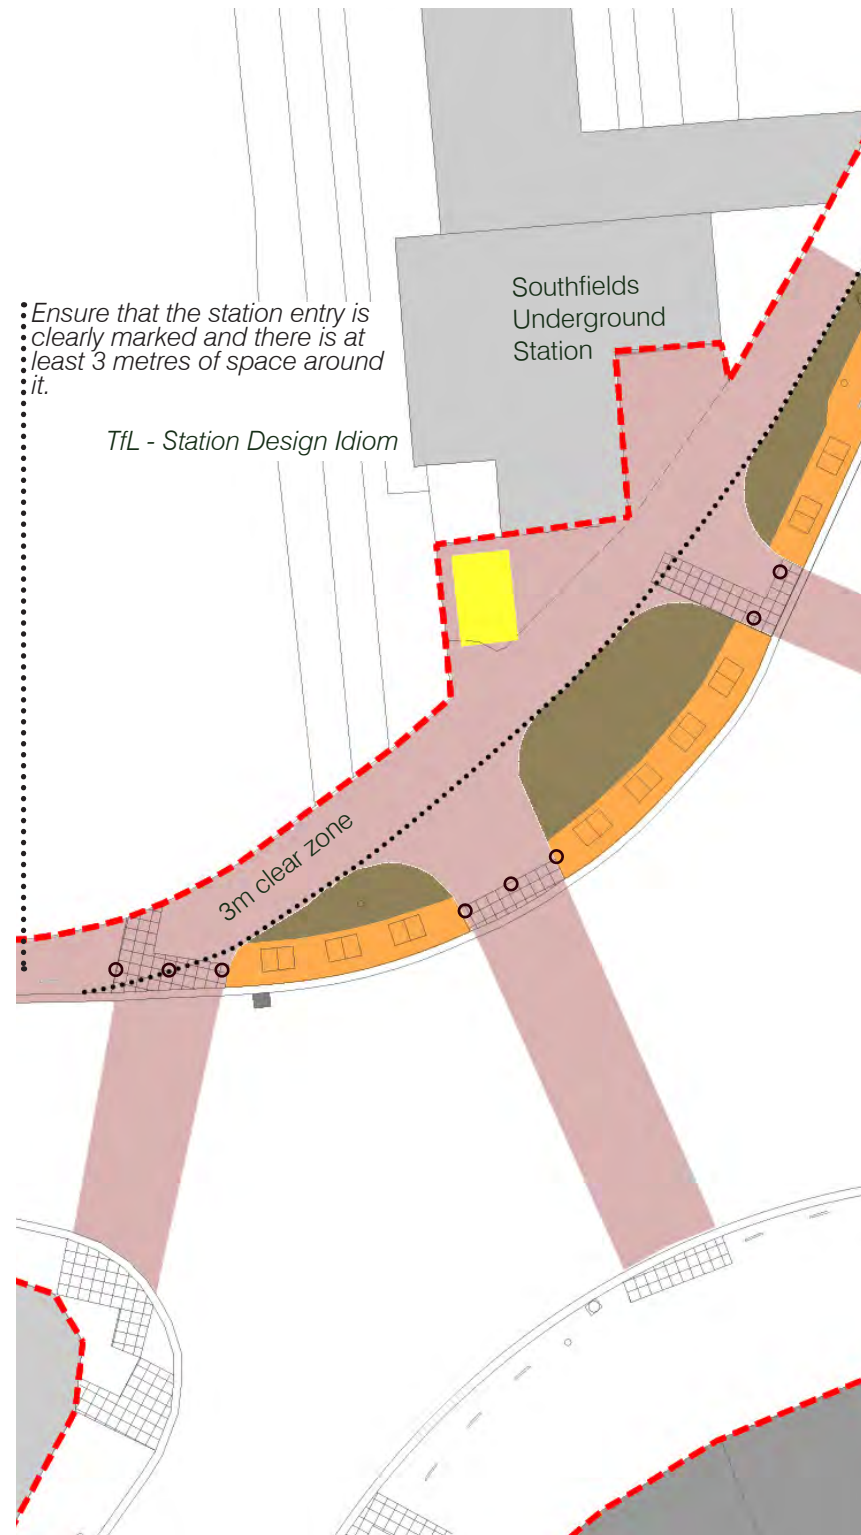 Southfields
Underground
Station
Ensure that the station entry is
clearly marked and there is at
least 3 metres of space around
it.
TfL - Station Design Idiom
3m clear zone